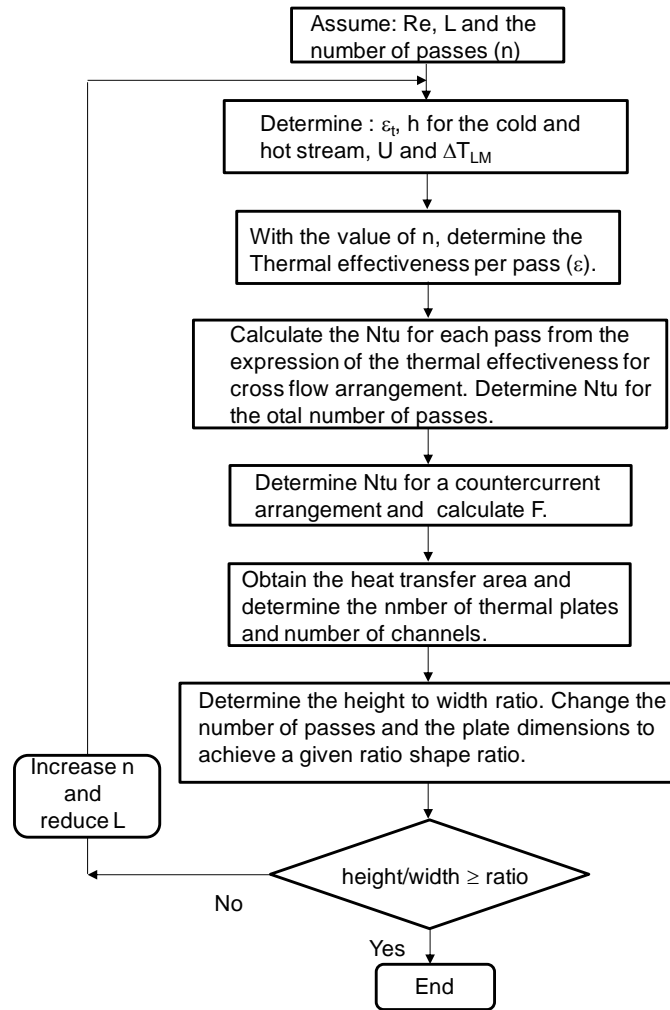 Assume: Re, L and the
number of passes (n)
Determine : εt, h for the cold and
hot stream, U and ΔTLM
With the value of n, determine the
Thermal effectiveness per pass (ε).
Calculate the Ntu for each pass from the
expression of the thermal effectiveness for
cross flow arrangement. Determine Ntu for
the otal number of passes.
Determine Ntu for a countercurrent
arrangement and calculate F.
Obtain the heat transfer area and
determine the nmber of thermal plates
and number of channels.
Determine the height to width ratio. Change the
number of passes and the plate dimensions to
achieve a given ratio shape ratio.
Increase n
and
reduce L
height/width ≥ ratio
No
Yes
End